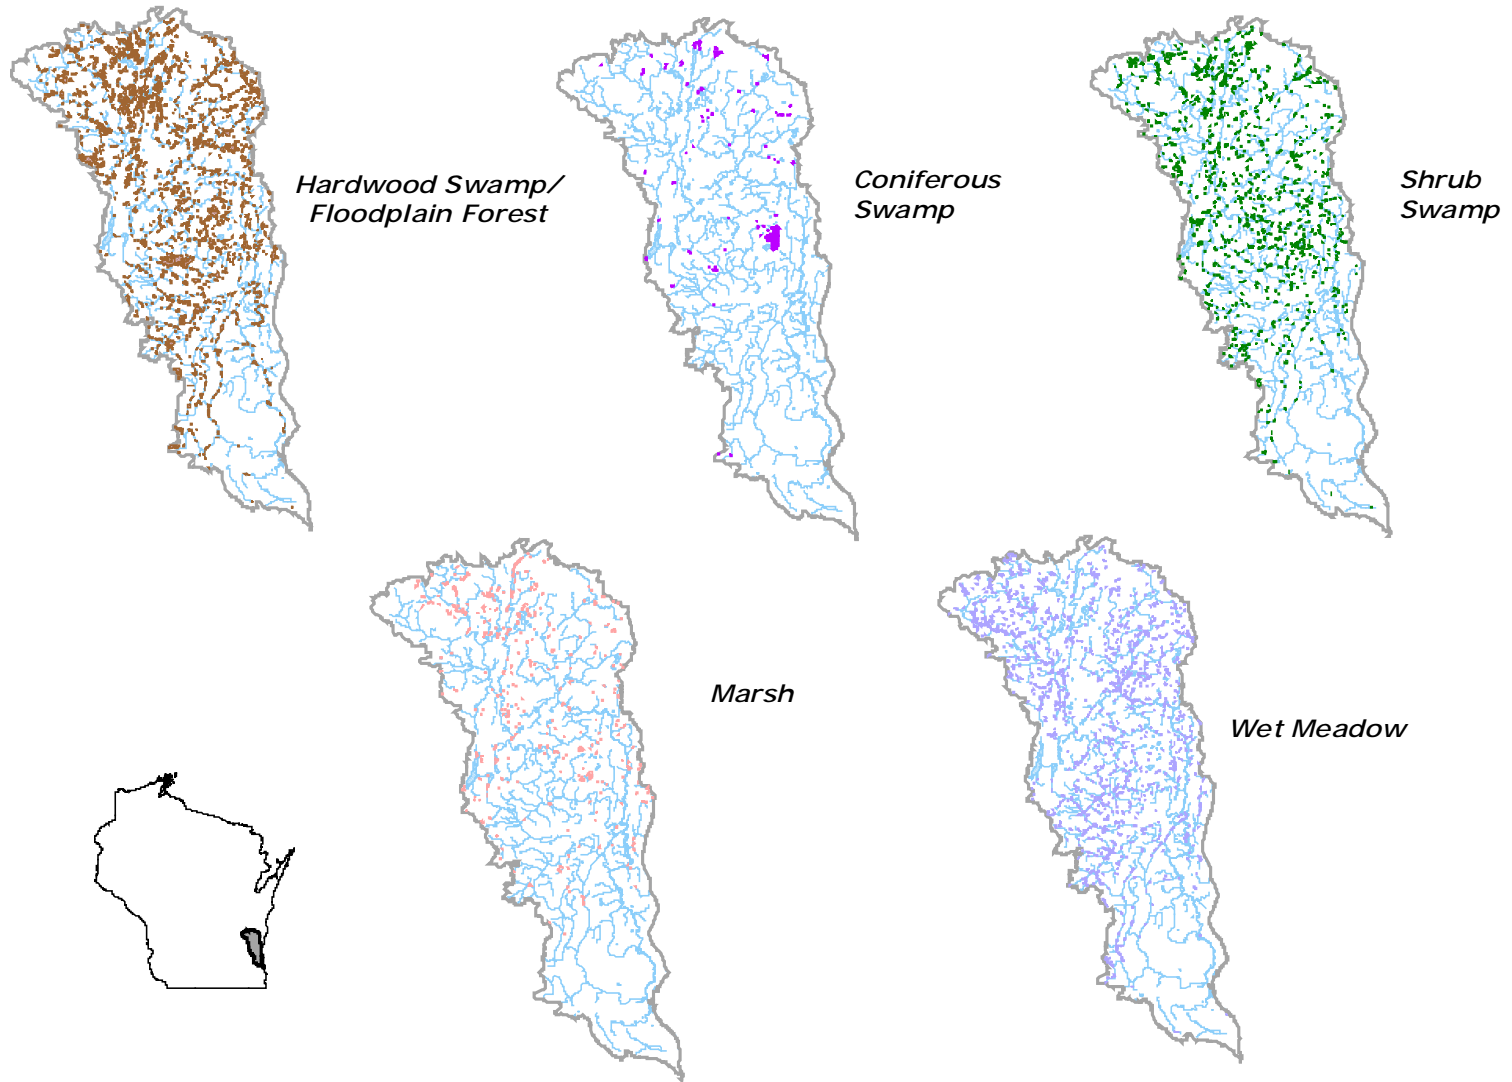 Hardwood Swamp/
Floodplain Forest
Coniferous
Swamp
Shrub
Swamp
Marsh
Wet Meadow